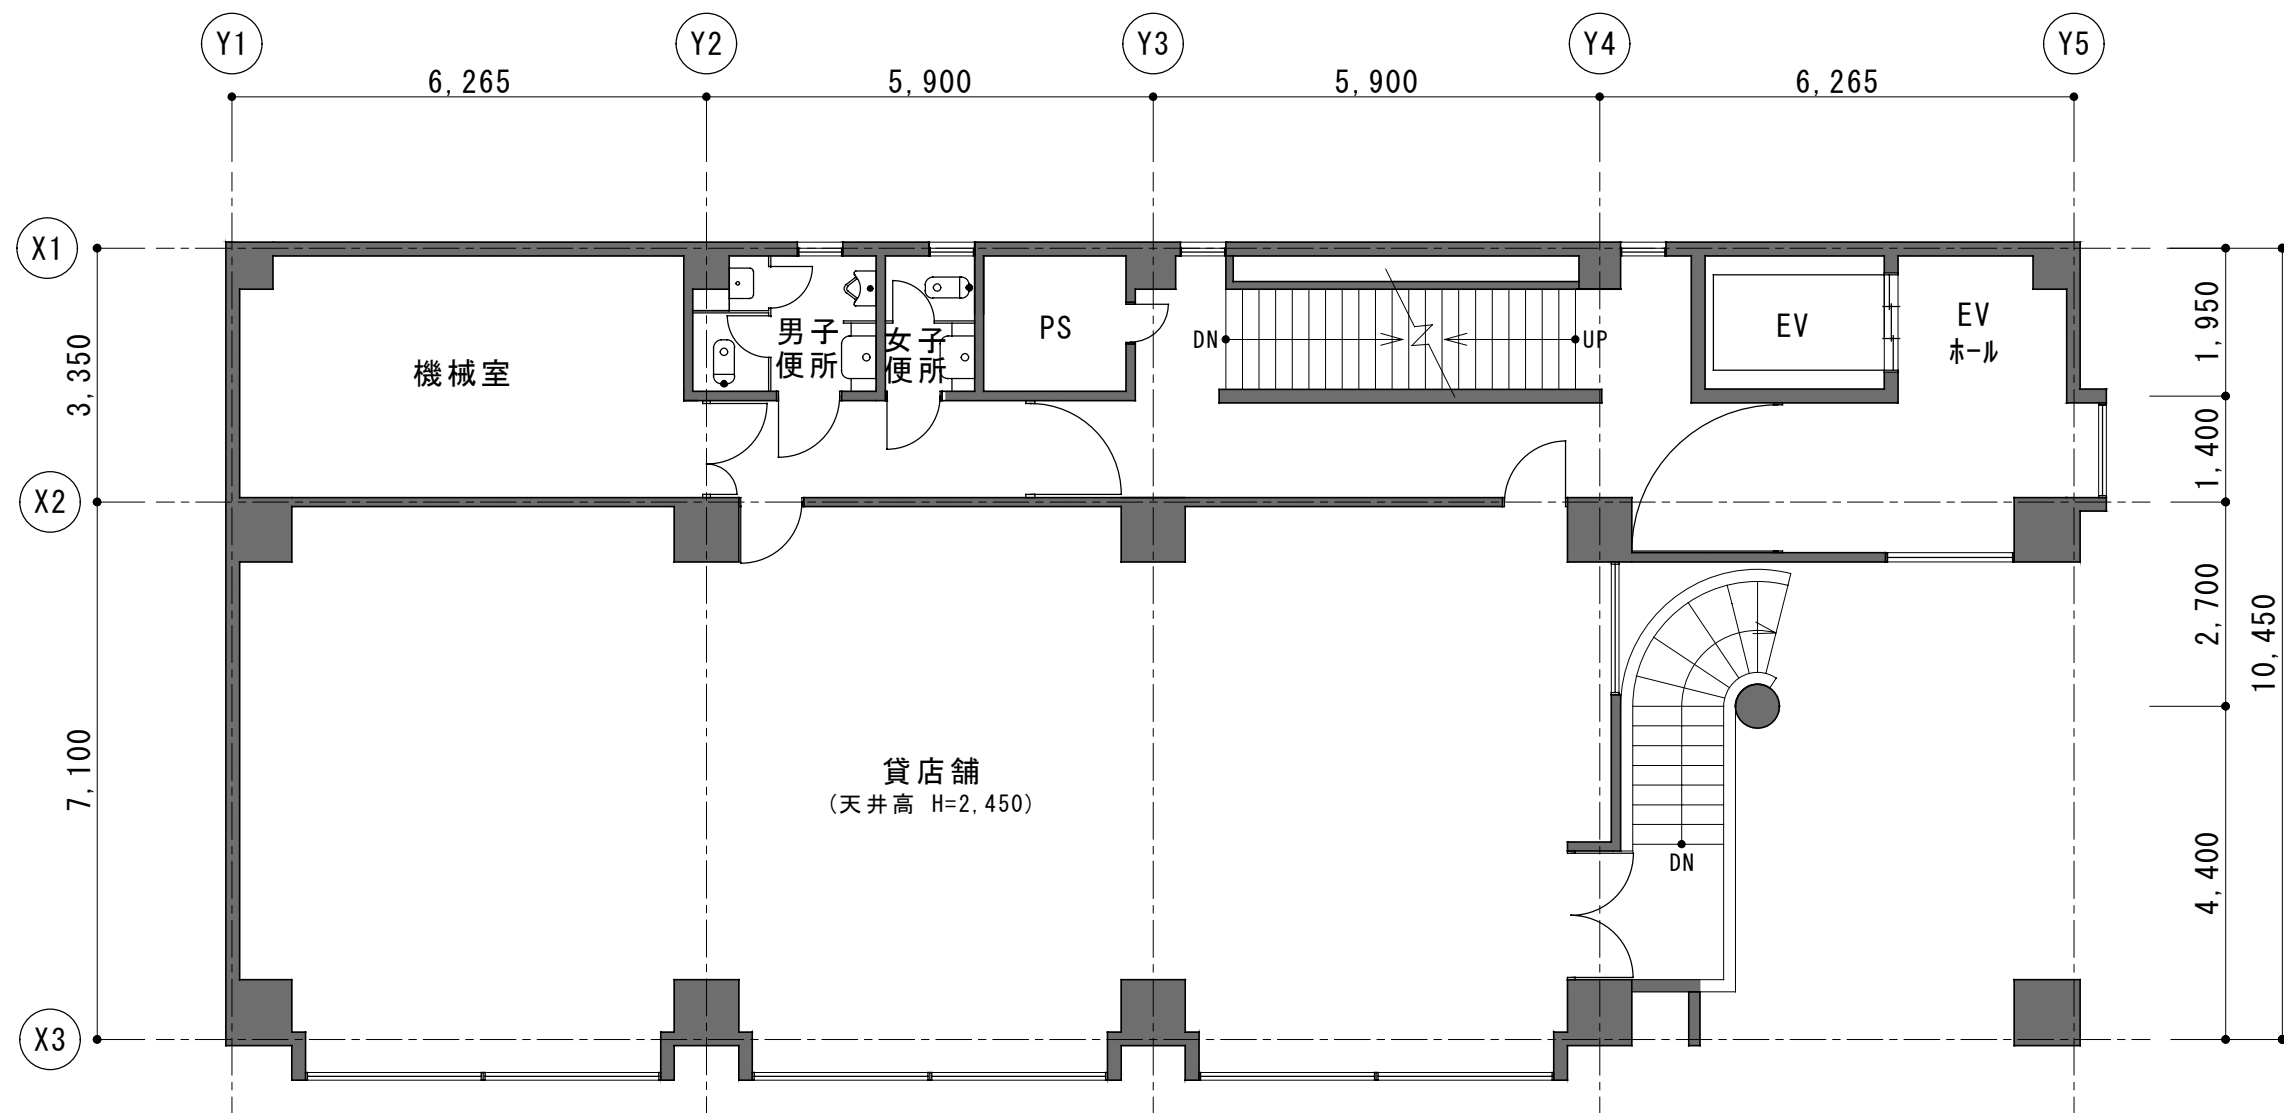 Y1
Y2
Y3
Y4
Y5
6,265
5,900
5,900
6,265
X1
X2
X3
3,350
7,100
1,950
1,400
2,700
4,400
10,450
機械室
男子
便所
女子
便所
PS
DN
UP
EV
EV
ﾎｰﾙ
貸店舗
(天井高 H=2,450)
DN